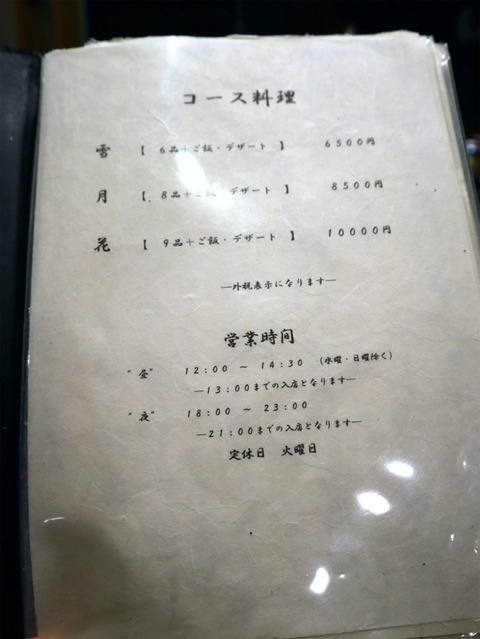 コース料理
雪 【 6品+ご飯・デザート 】 6500円
月 【 8品+ご飯・デザート 】 8500円
花 【 9品+ご飯・デザート 】 10000円
—外税表示になります—
営業時間
"昼" 12:00 ～ 14:30 (水曜・日曜除く)
—13:00までの入店となります—
"夜" 18:00 ～ 23:00
—21:00までの入店となります—
定休日 火曜日